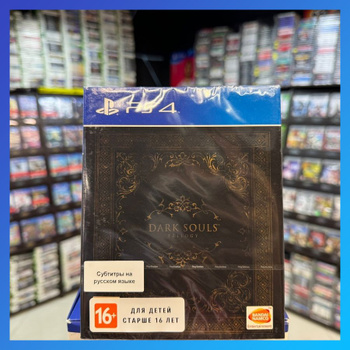 PS4
DARK SOULS
TRILOGY
Субтитры на
русском языке
16+
ДЛЯ ДЕТЕЙ
СТАРШЕ 16 ЛЕТ
BANDAI
NAMCO